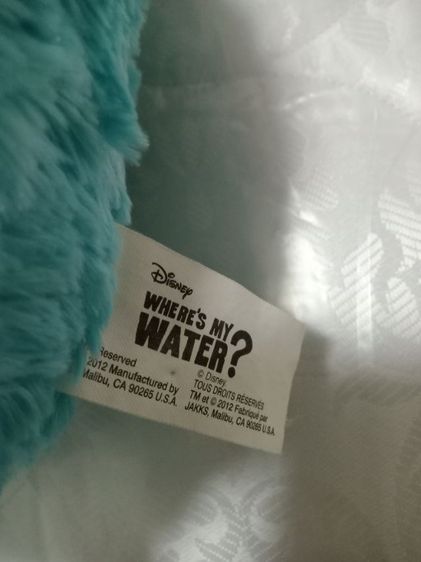 Disney
WHERE'S MY
WATER?
Reserved
2012 Manufactured by
Malibu, CA 90265 U.S.A.
© Disney
TOUS DROITS RÉSERVÉS
TM et © 2012 Fabriqué par
JAKKS, Malibu, CA 90265 U.S.A.